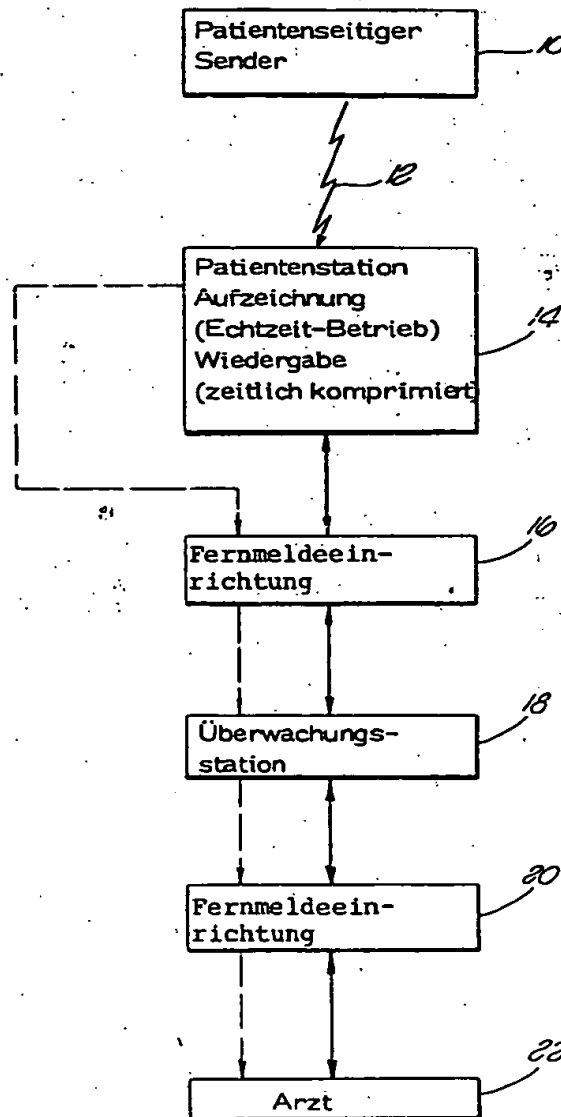 Patientenseitiger
Sender
10
12
Patientenstation
Aufzeichnung
(Echtzeit-Betrieb)
Wiedergabe
(zeitlich komprimiert)
14
Fernmeldeein-
richtung
16
Überwachungs-
station
18
Fernmeldeein-
richtung
20
Arzt
22